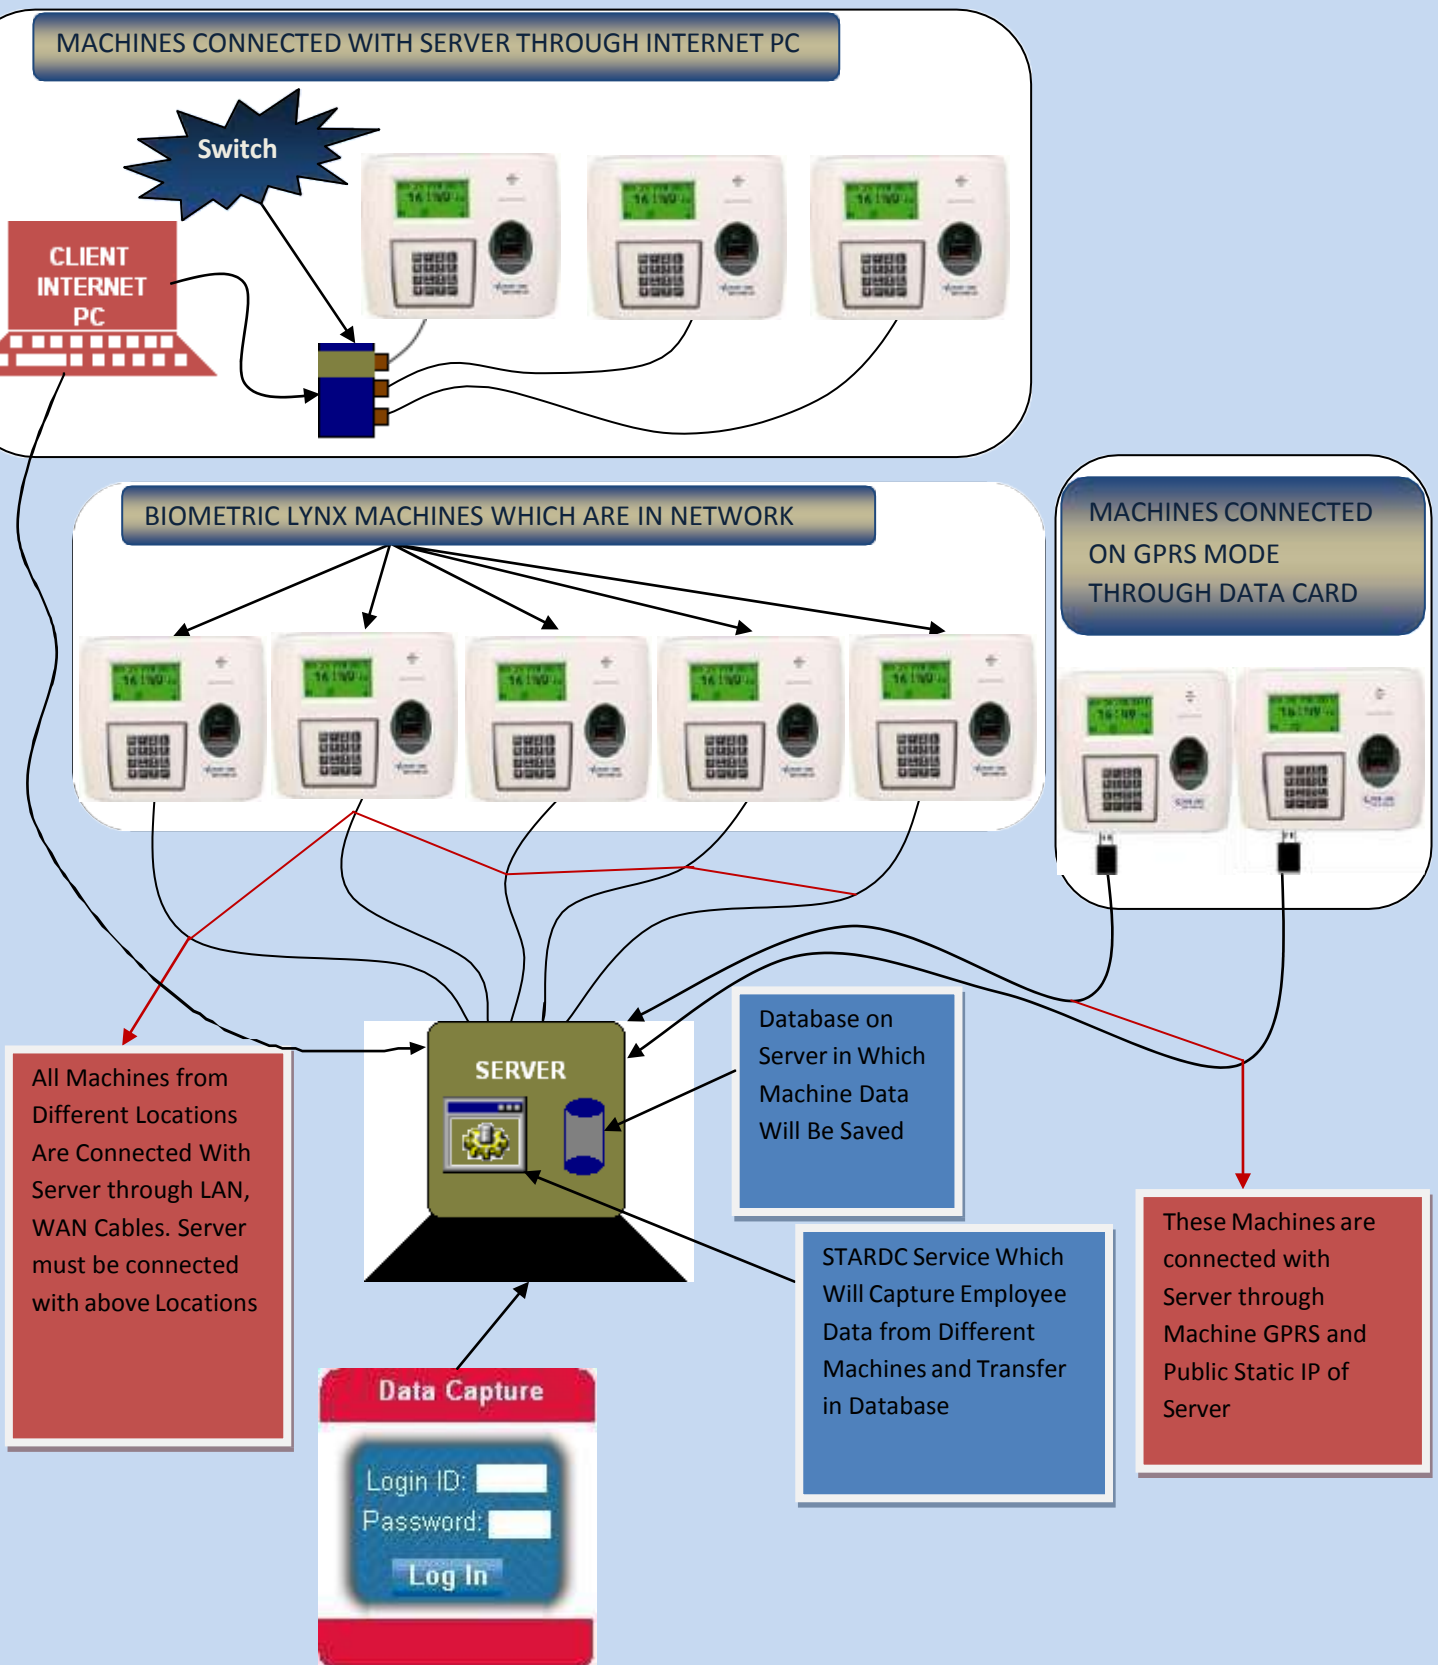 MACHINES CONNECTED WITH SERVER THROUGH INTERNET PC
Switch
CLIENT
INTERNET
PC
BIOMETRIC LYNX MACHINES WHICH ARE IN NETWORK
MACHINES CONNECTED
ON GPRS MODE
THROUGH DATA CARD
SERVER
Database on
Server in Which
Machine Data
Will Be Saved
All Machines from
Different Locations
Are Connected With
Server through LAN,
WAN Cables. Server
must be connected
with above Locations
STARDC Service Which
Will Capture Employee
Data from Different
Machines and Transfer
in Database
These Machines are
connected with
Server through
Machine GPRS and
Public Static IP of
Server
Data Capture
Login ID:
Password:
Log In